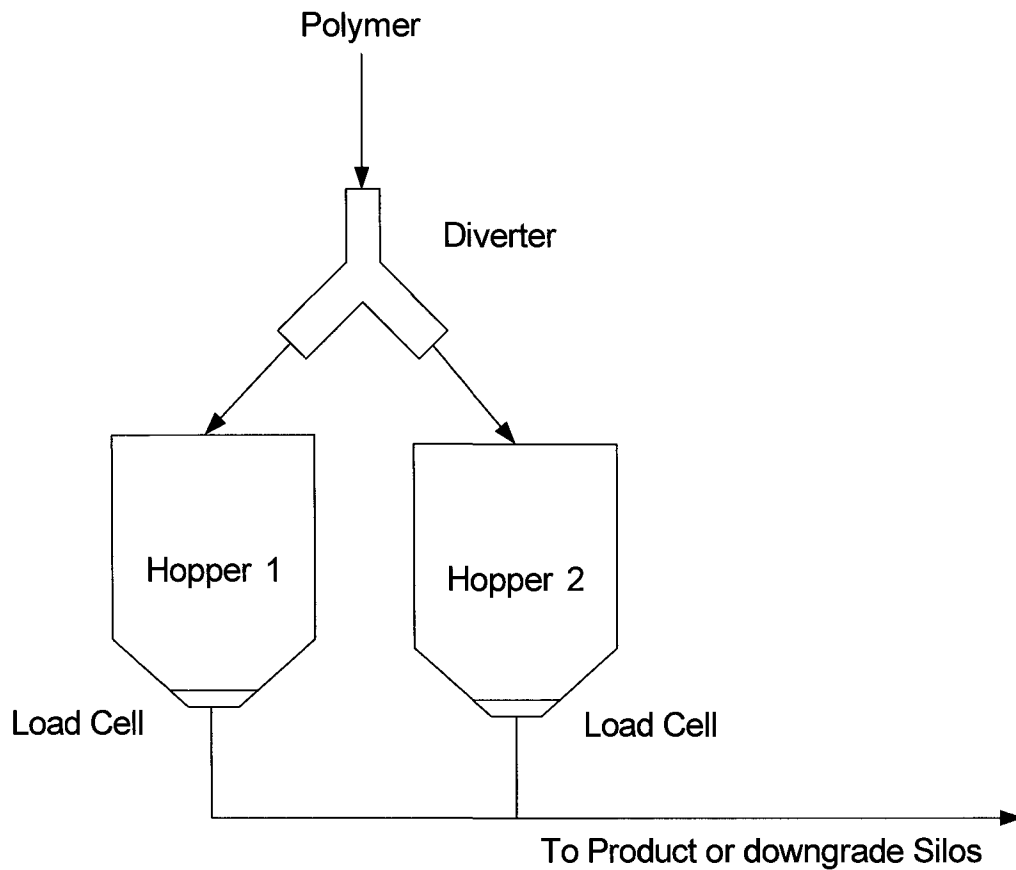 Polymer
Diverter
Hopper 1
Hopper 2
Load Cell
Load Cell
To Product or downgrade Silos